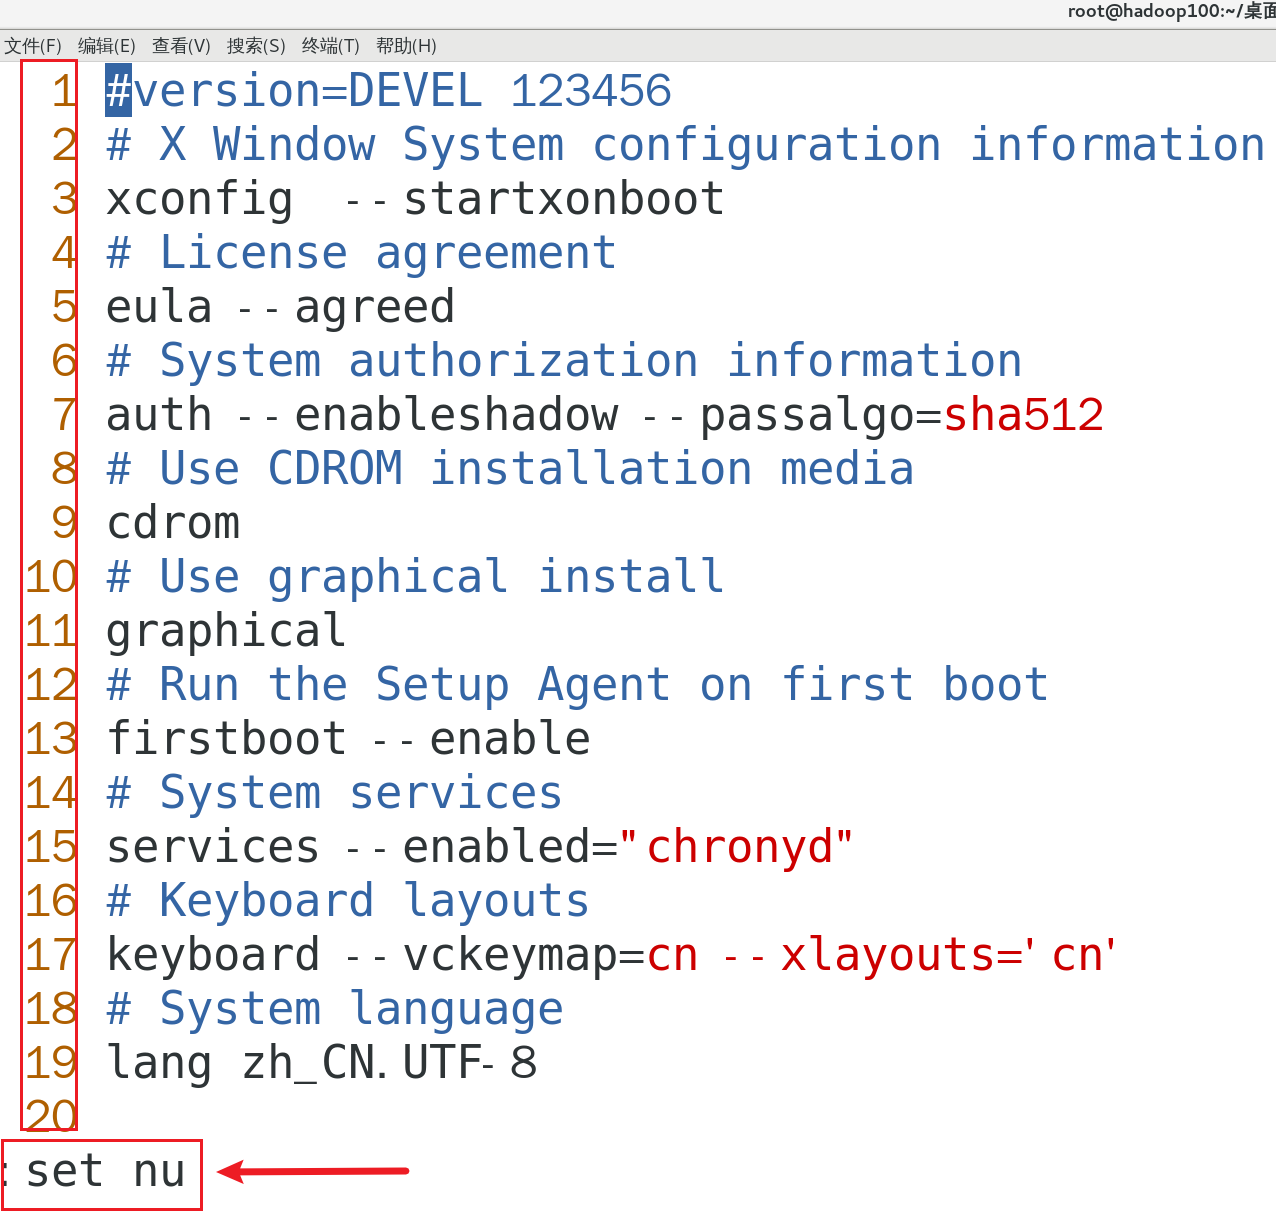 root@hadoop100:~/桌面
文件(F) 编辑(E) 查看(V) 搜索(S) 终端(T) 帮助(H)
1 #version=DEVEL 123456
2 # X Window System configuration information
3 xconfig  --startxonboot
4 # License agreement
5 eula --agreed
6 # System authorization information
7 auth --enableshadow --passalgo=sha512
8 # Use CDROM installation media
9 cdrom
10 # Use graphical install
11 graphical
12 # Run the Setup Agent on first boot
13 firstboot --enable
14 # System services
15 services --enabled="chronyd"
16 # Keyboard layouts
17 keyboard --vckeymap=cn --xlayouts='cn'
18 # System language
19 lang zh_CN.UTF-8
20
:set nu